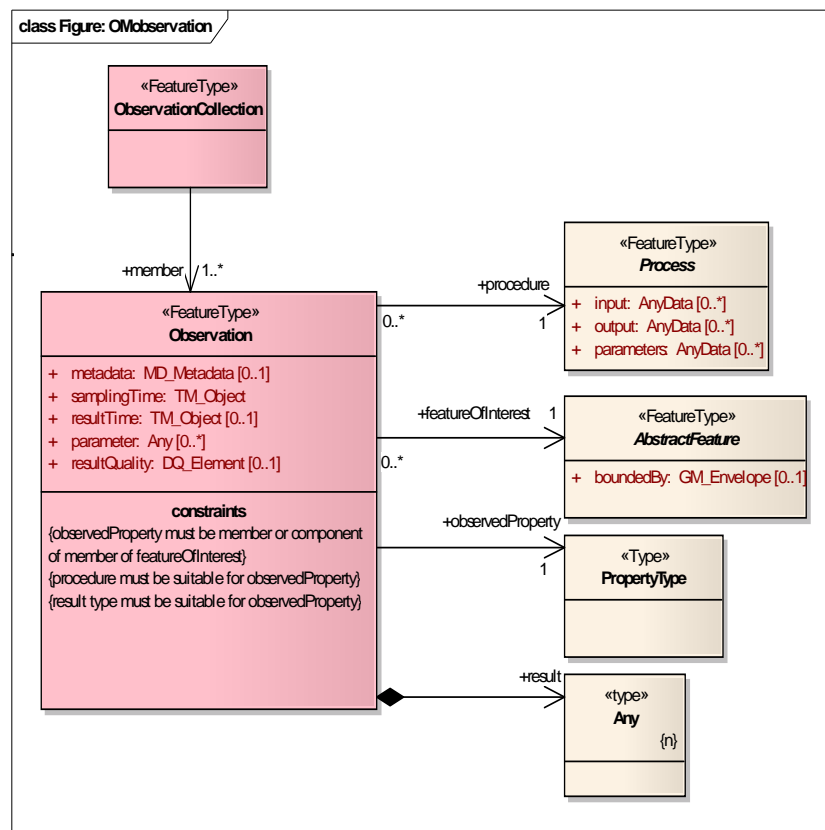 class Figure: OMobservation
«FeatureType»
ObservationCollection
+member
1..*
«FeatureType»
Observation
+ metadata: MD_Metadata [0..1]
+ samplingTime: TM_Object
+ resultTime: TM_Object [0..1]
+ parameter: Any [0..*]
+ resultQuality: DQ_Element [0..1]
constraints
{observedProperty must be member or component
of member of featureOfInterest}
{procedure must be suitable for observedProperty}
{result type must be suitable for observedProperty}
+procedure
0..*
1
«FeatureType»
Process
+ input: AnyData [0..*]
+ output: AnyData [0..*]
+ parameters: AnyData [0..*]
+featureOfInterest
1
0..*
«FeatureType»
AbstractFeature
+ boundedBy: GM_Envelope [0..1]
+observedProperty
1
«Type»
PropertyType
+result
«type»
Any
{n}